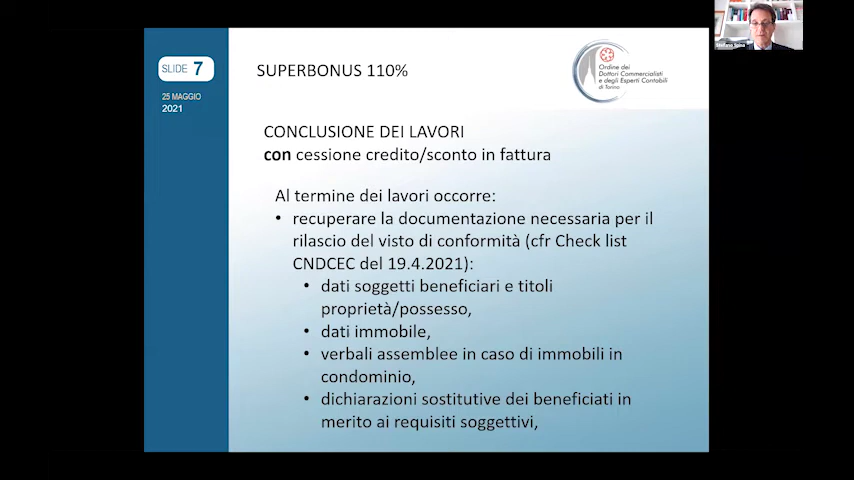 SLIDE 7
25 MAGGIO
2021
SUPERBONUS 110%
Ordine dei
Dottori Commercialisti
e degli Esperti Contabili
di Torino
CONCLUSIONE DEI LAVORI
con cessione credito/sconto in fattura
Al termine dei lavori occorre:
• recuperare la documentazione necessaria per il
rilascio del visto di conformità (cfr Check list
CNDCEC del 19.4.2021):
• dati soggetti beneficiari e titoli
proprietà/possesso,
• dati immobile,
• verbali assemblee in caso di immobili in
condominio,
• dichiarazioni sostitutive dei beneficiati in
merito ai requisiti soggettivi,